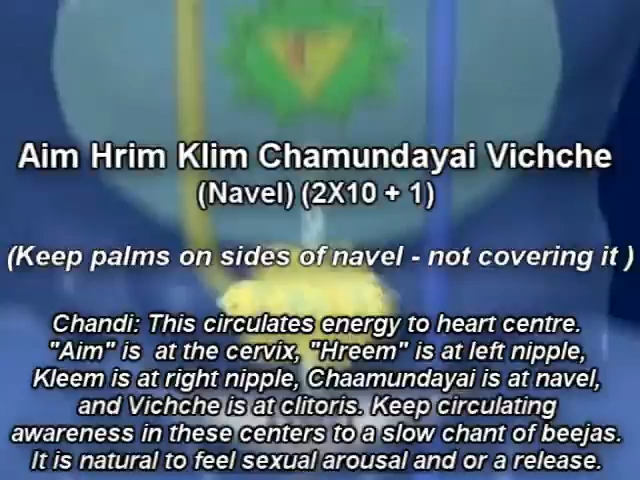 Aim Hrim Klim Chamundayai Vichche
(Navel) (2X10 + 1)
(Keep palms on sides of navel - not covering it )
Chandi: This circulates energy to heart centre.
"Aim" is at the cervix, "Hreem" is at left nipple,
Kleem is at right nipple, Chaamundayai is at navel,
and Vichche is at clitoris. Keep circulating
awareness in these centers to a slow chant of beejas.
It is natural to feel sexual arousal and or a release.